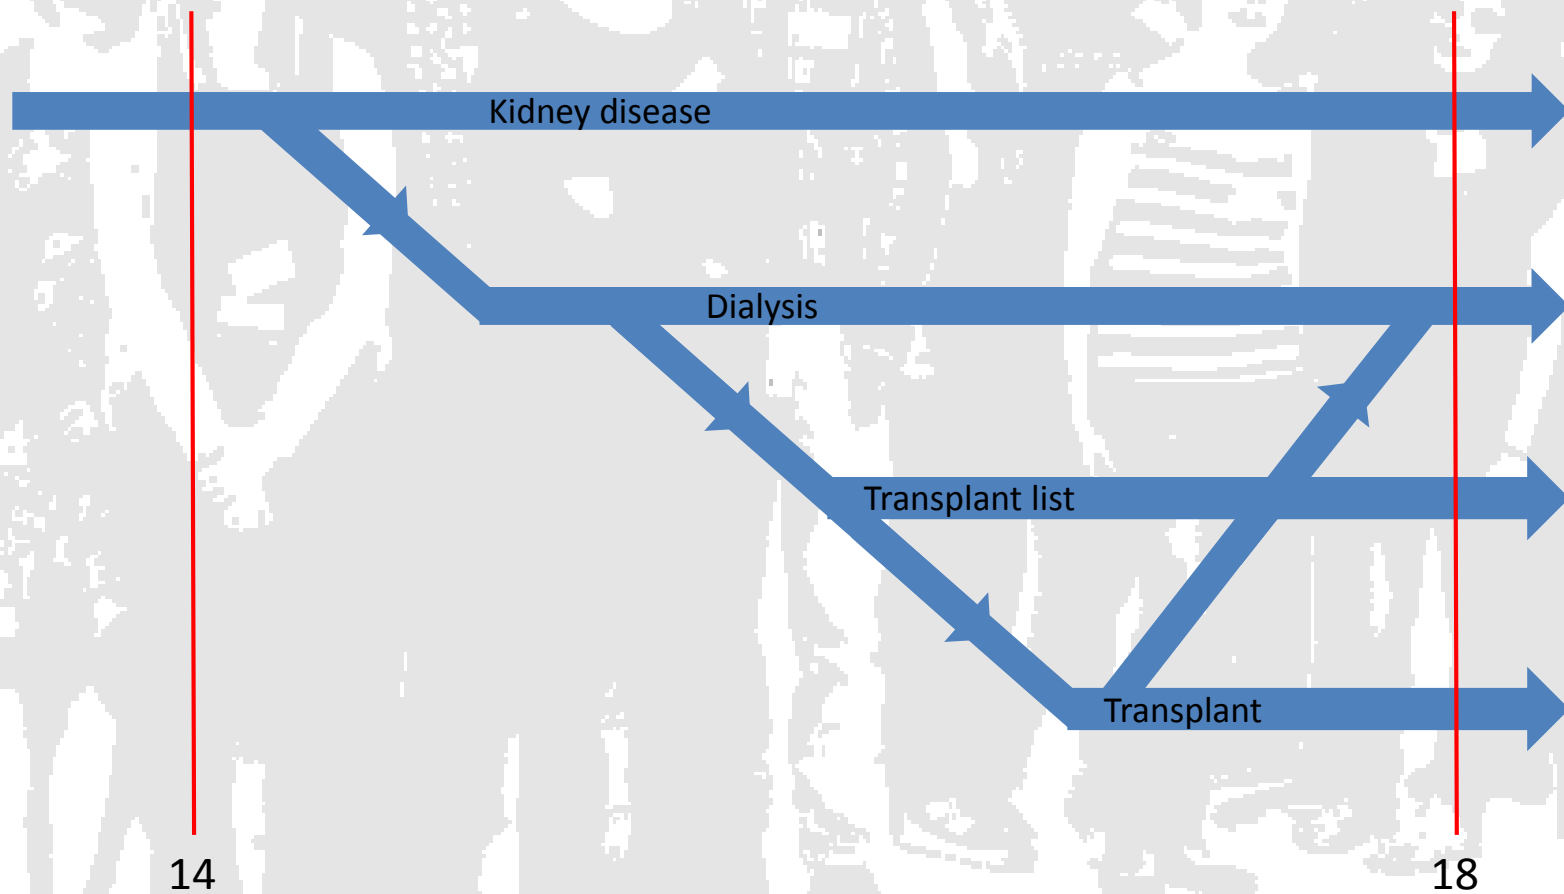 Kidney disease
Dialysis
Transplant list
Transplant
14
18